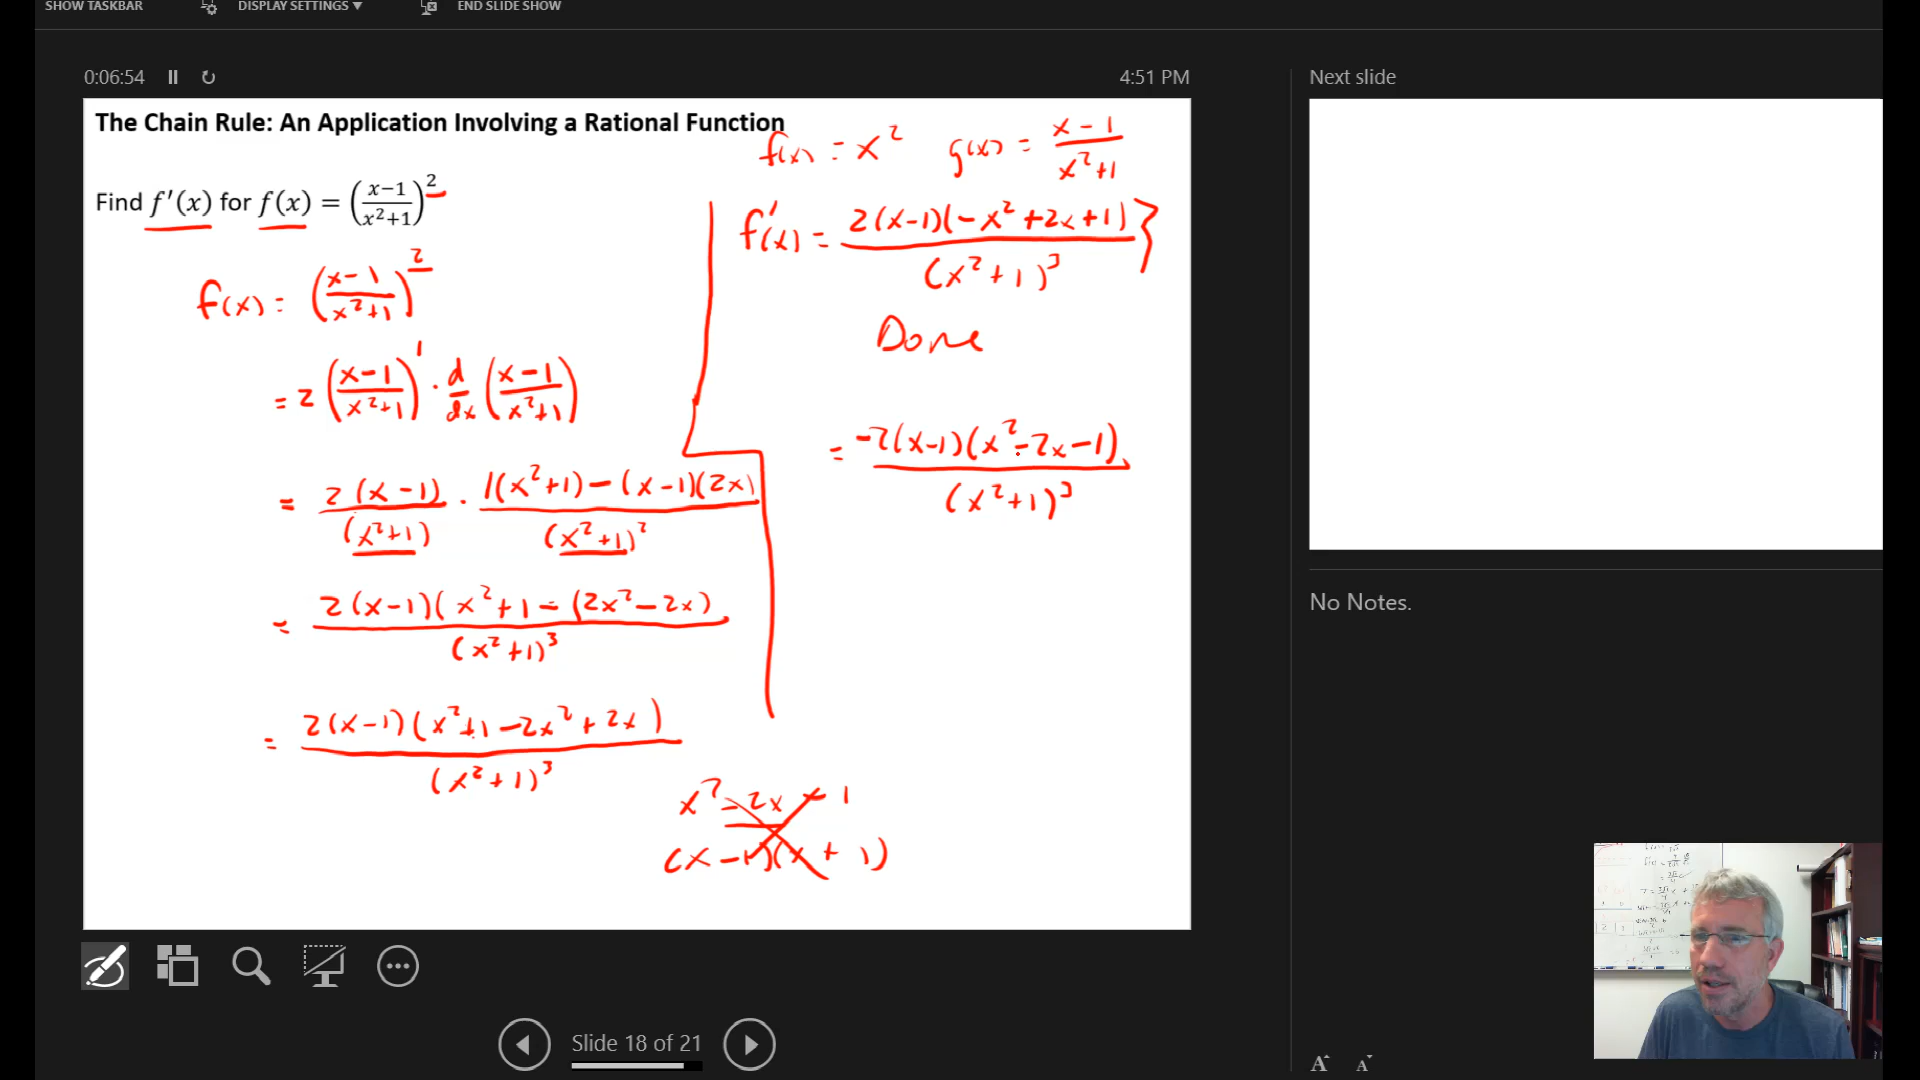 SHOW TASKBAR DISPLAY SETTINGS ▼ END SLIDE SHOW
0:06:54 4:51 PM
Next slide
The Chain Rule: An Application Involving a Rational Function
Find f′(x) for f(x) = ((x−1)/(x²+1))²
f(x) = ((x-1)/(x²+1))²
= 2((x-1)/(x²+1))¹ · d/dx((x-1)/(x²+1))
= 2(x-1)/(x²+1) · (1(x²+1) - (x-1)(2x))/(x²+1)²
= 2(x-1)(x²+1 - (2x²-2x)/(x²+1)³
= 2(x-1)(x²+1-2x²+2x)/(x²+1)³
f(x) = x² g(x) = (x-1)/(x²+1)
f′(x) = 2(x-1)(-x²+2x+1)/(x²+1)³ }
Done
= -2(x-1)(x²-2x-1)/(x²+1)³
x² - 2x - 1
(x - 1)(x + 1)
No Notes.
Slide 18 of 21
A A